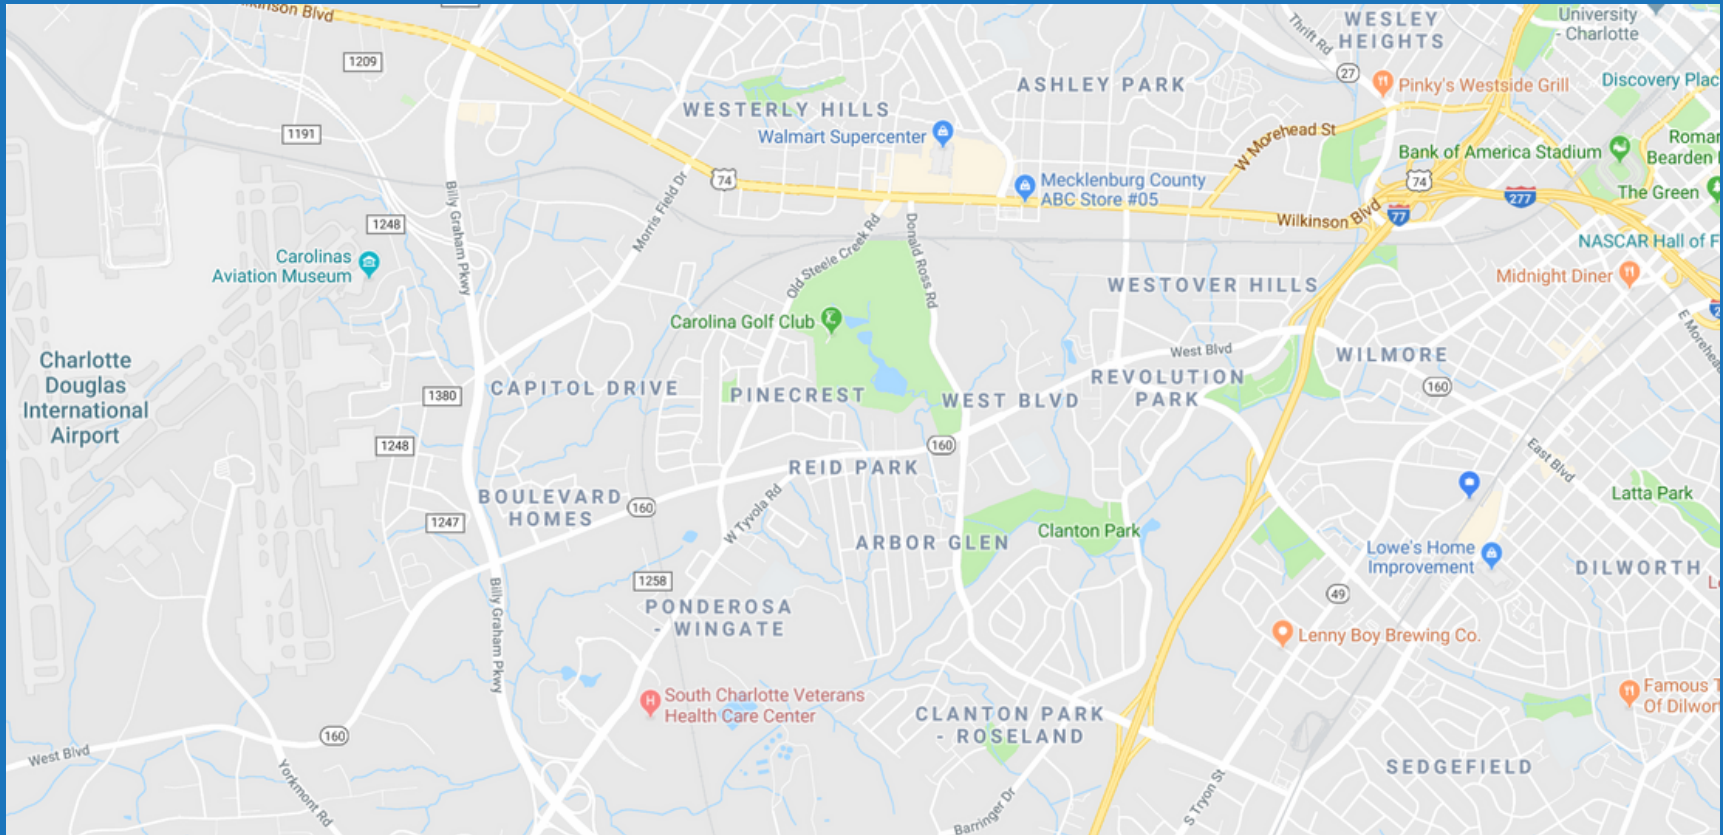 Wilkinson Blvd
WESLEY
HEIGHTS
University
- Charlotte
Thrift Rd
1209
27
ASHLEY PARK
Pinky's Westside Grill
Discovery Plac
WESTERLY HILLS
1191
Walmart Supercenter
W Morehead St
Bank of America Stadium
Romar
Bearden
74
Mecklenburg County
ABC Store #05
74
The Green
277
Wilkinson Blvd
77
Billy Graham Pkwy
Morris Field Dr
1248
Old Steele Creek Rd
Donald Ross Rd
NASCAR Hall of F
Carolinas
Aviation Museum
Midnight Diner
WESTOVER HILLS
Carolina Golf Club
E Morehea
Charlotte
Douglas
International
Airport
West Blvd
WILMORE
CAPITOL DRIVE
1380
PINECREST
WEST BLVD
REVOLUTION
PARK
160
1248
160
East Blvd
REID PARK
BOULEVARD
HOMES
160
W Tyvola Rd
Latta Park
1247
ARBOR GLEN
Clanton Park
Lowe's Home
Improvement
DILWORTH
1258
49
PONDEROSA
- WINGATE
Billy Graham Pkwy
Lenny Boy Brewing Co.
South Charlotte Veterans
Health Care Center
Famous T
Of Dilwor
CLANTON PARK
- ROSELAND
160
West Blvd
SEDGEFIELD
Yorkmont Rd
Barringer Dr
S Tryon St